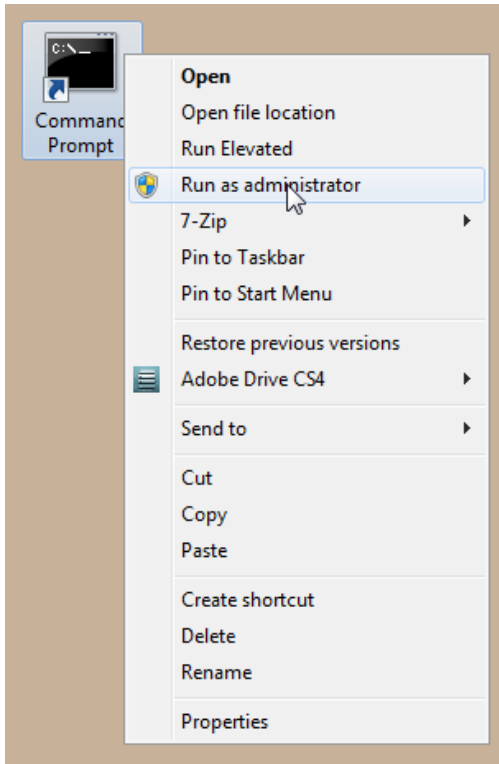 C:\_
Command
Prompt
Open
Open file location
Run Elevated
Run as administrator
7-Zip
Pin to Taskbar
Pin to Start Menu
Restore previous versions
Adobe Drive CS4
Send to
Cut
Copy
Paste
Create shortcut
Delete
Rename
Properties